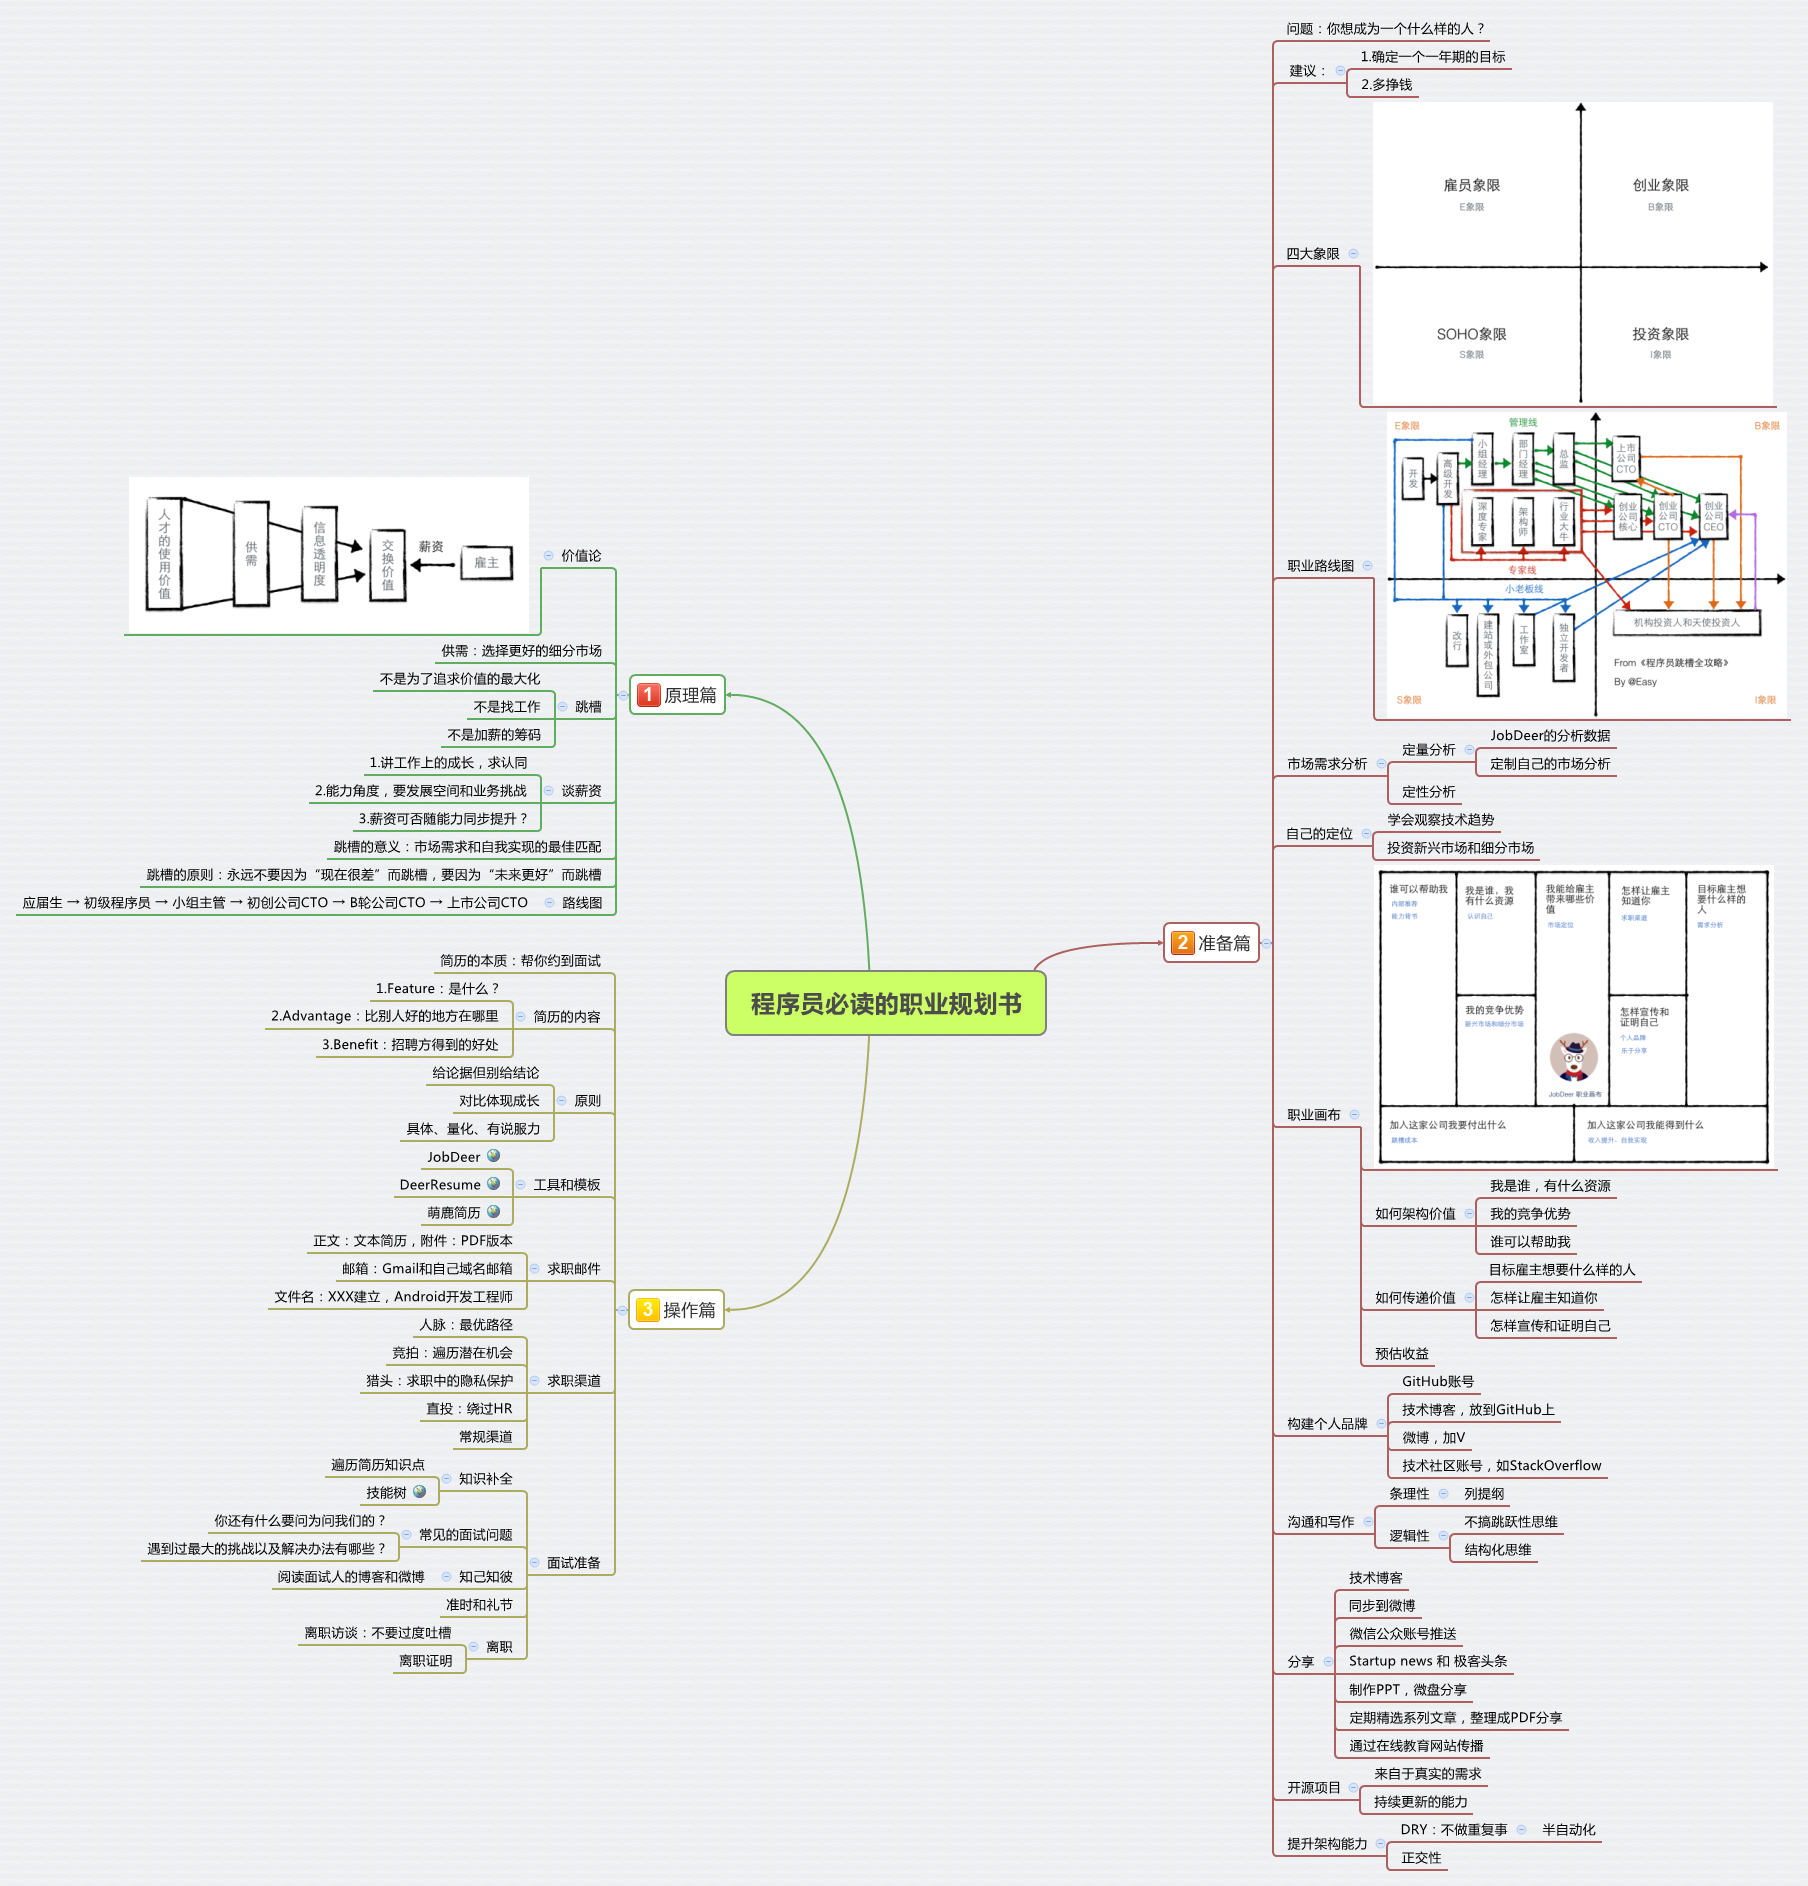 程序员必读的职业规划书
1 原理篇
价值论
人才的使用价值
供需
信息透明度
交换价值
薪资
雇主
供需：选择更好的细分市场
跳槽
不是为了追求价值的最大化
不是找工作
不是加薪的筹码
谈薪资
1.讲工作上的成长，求认同
2.能力角度，要发展空间和业务挑战
3.薪资可否随能力同步提升？
跳槽的意义：市场需求和自我实现的最佳匹配
跳槽的原则：永远不要因为“现在很差”而跳槽，要因为“未来更好”而跳槽
路线图
应届生 → 初级程序员 → 小组主管 → 初创公司CTO → B轮公司CTO → 上市公司CTO
2 准备篇
问题：你想成为一个什么样的人？
建议：
1.确定一个一年期的目标
2.多挣钱
四大象限
雇员象限
E象限
创业象限
B象限
SOHO象限
S象限
投资象限
I象限
职业路线图
E象限
管理线
B象限
开发
高级开发
小组经理
部门经理
总监
上市公司CTO
深度专家
架构师
行业大牛
创业公司核心
创业公司CTO
创业公司CEO
专家线
小老板线
改行
建站或外包公司
工作室
独立开发者
机构投资人和天使投资人
From《程序员跳槽全攻略》
By @Easy
S象限
I象限
市场需求分析
定量分析
JobDeer的分析数据
定制自己的市场分析
定性分析
自己的定位
学会观察技术趋势
投资新兴市场和细分市场
职业画布
谁可以帮助我
内部推荐
能力背书
我是谁，我
有什么资源
认识自己
我能给雇主
带来哪些价
值
市场定位
怎样让雇主
知道你
求职渠道
目标雇主想
要什么样的
人
需求分析
我的竞争优势
新兴市场和细分市场
怎样宣传和
证明自己
个人品牌
乐于分享
JobDeer 职业画布
加入这家公司我要付出什么
跳槽成本
加入这家公司我能得到什么
收入提升、自我实现
如何架构价值
我是谁，有什么资源
我的竞争优势
谁可以帮助我
如何传递价值
目标雇主想要什么样的人
怎样让雇主知道你
怎样宣传和证明自己
预估收益
构建个人品牌
GitHub账号
技术博客，放到GitHub上
微博，加V
技术社区账号，如StackOverflow
沟通和写作
条理性
列提纲
逻辑性
不搞跳跃性思维
结构化思维
分享
技术博客
同步到微博
微信公众账号推送
Startup news 和 极客头条
制作PPT，微盘分享
定期精选系列文章，整理成PDF分享
通过在线教育网站传播
开源项目
来自于真实的需求
持续更新的能力
提升架构能力
DRY：不做重复事
半自动化
正交性
3 操作篇
简历的本质：帮你约到面试
简历的内容
1.Feature：是什么？
2.Advantage：比别人好的地方在哪里
3.Benefit：招聘方得到的好处
原则
给论据但别给结论
对比体现成长
具体、量化、有说服力
工具和模板
JobDeer
DeerResume
萌鹿简历
求职邮件
正文：文本简历，附件：PDF版本
邮箱：Gmail和自己域名邮箱
文件名：XXX建立，Android开发工程师
求职渠道
人脉：最优路径
竞拍：遍历潜在机会
猎头：求职中的隐私保护
直投：绕过HR
常规渠道
面试准备
知识补全
遍历简历知识点
技能树
常见的面试问题
你还有什么要问为问我们的？
遇到过最大的挑战以及解决办法有哪些？
知己知彼
阅读面试人的博客和微博
准时和礼节
离职
离职访谈：不要过度吐槽
离职证明